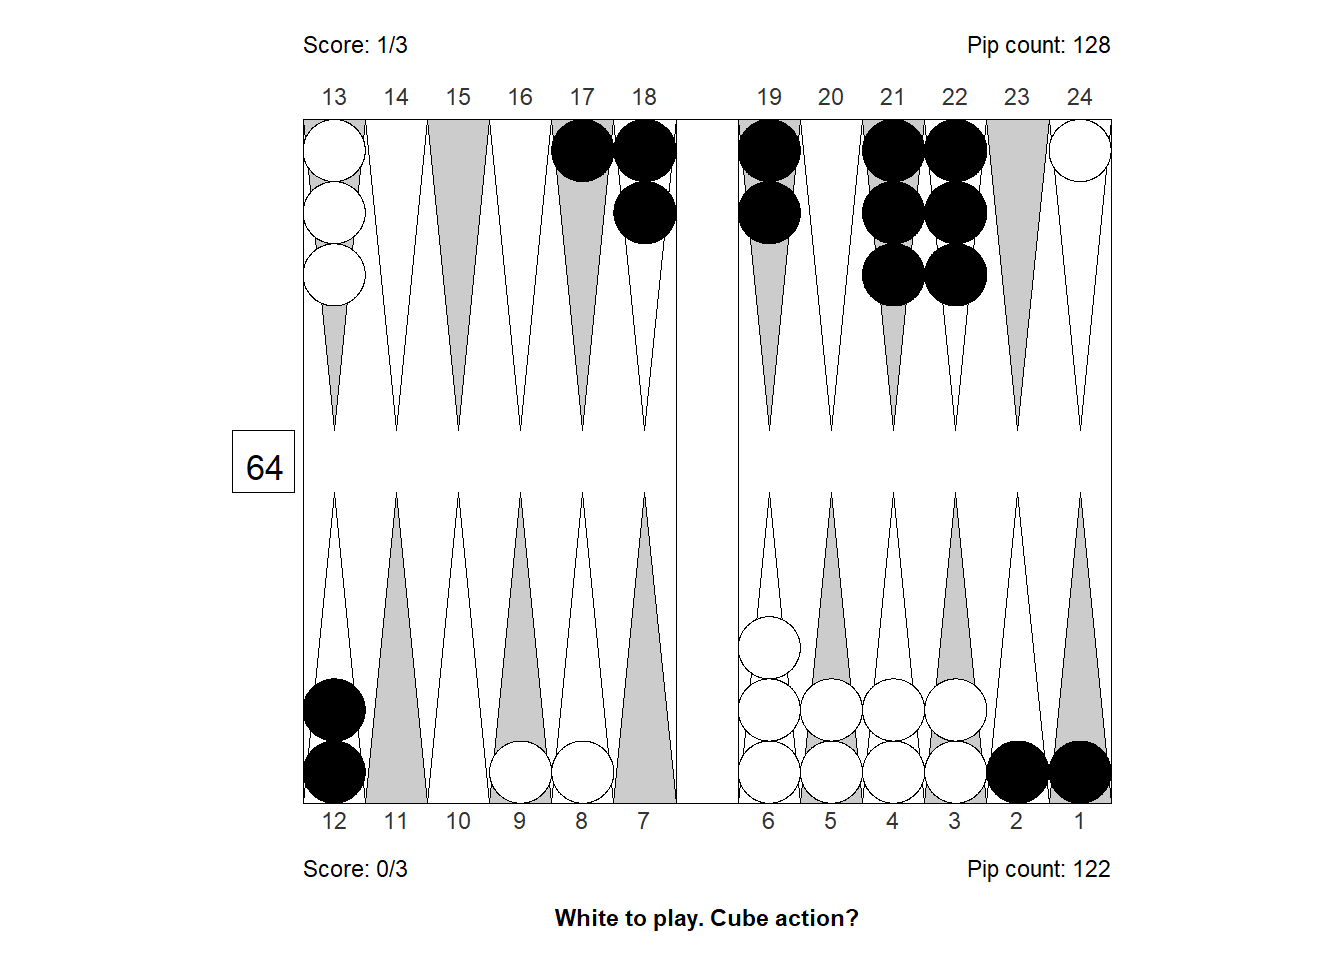 Score: 1/3 Pip count: 128
13 14 15 16 17 18 19 20 21 22 23 24
64
12 11 10 9 8 7 6 5 4 3 2 1
Score: 0/3 Pip count: 122
White to play. Cube action?